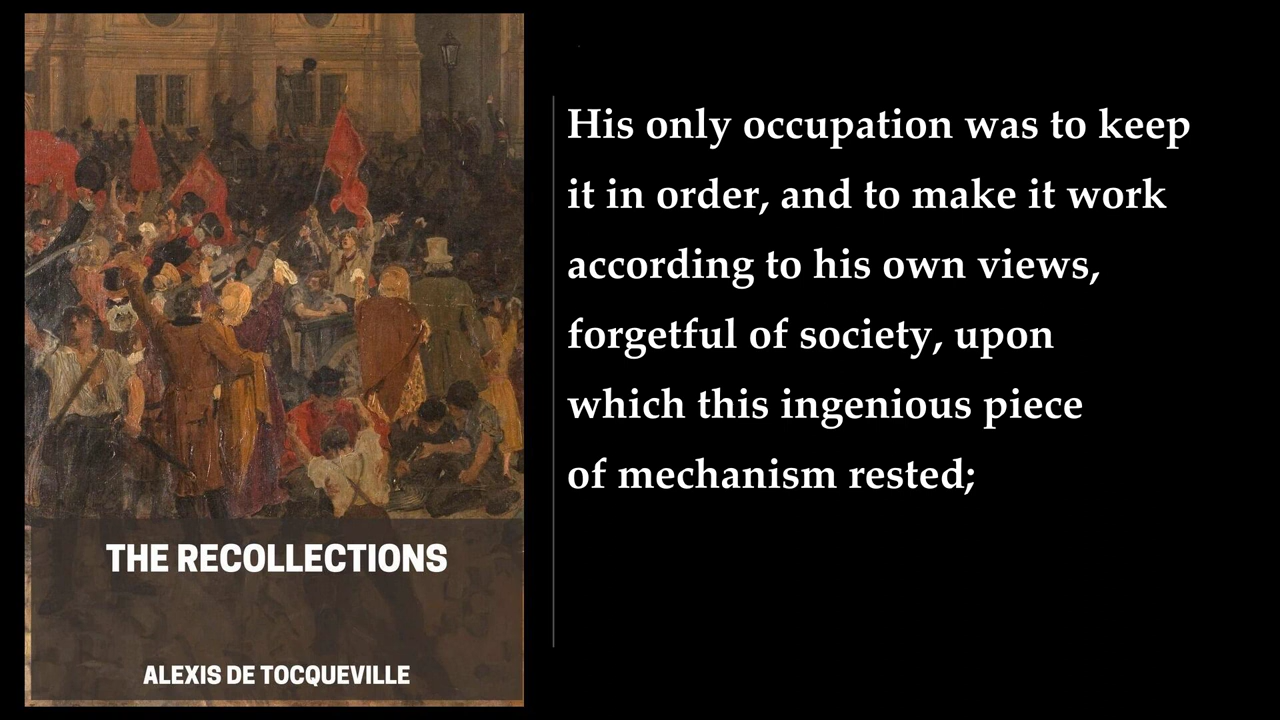 THE RECOLLECTIONS
ALEXIS DE TOCQUEVILLE
His only occupation was to keep
it in order, and to make it work
according to his own views,
forgetful of society, upon
which this ingenious piece
of mechanism rested;